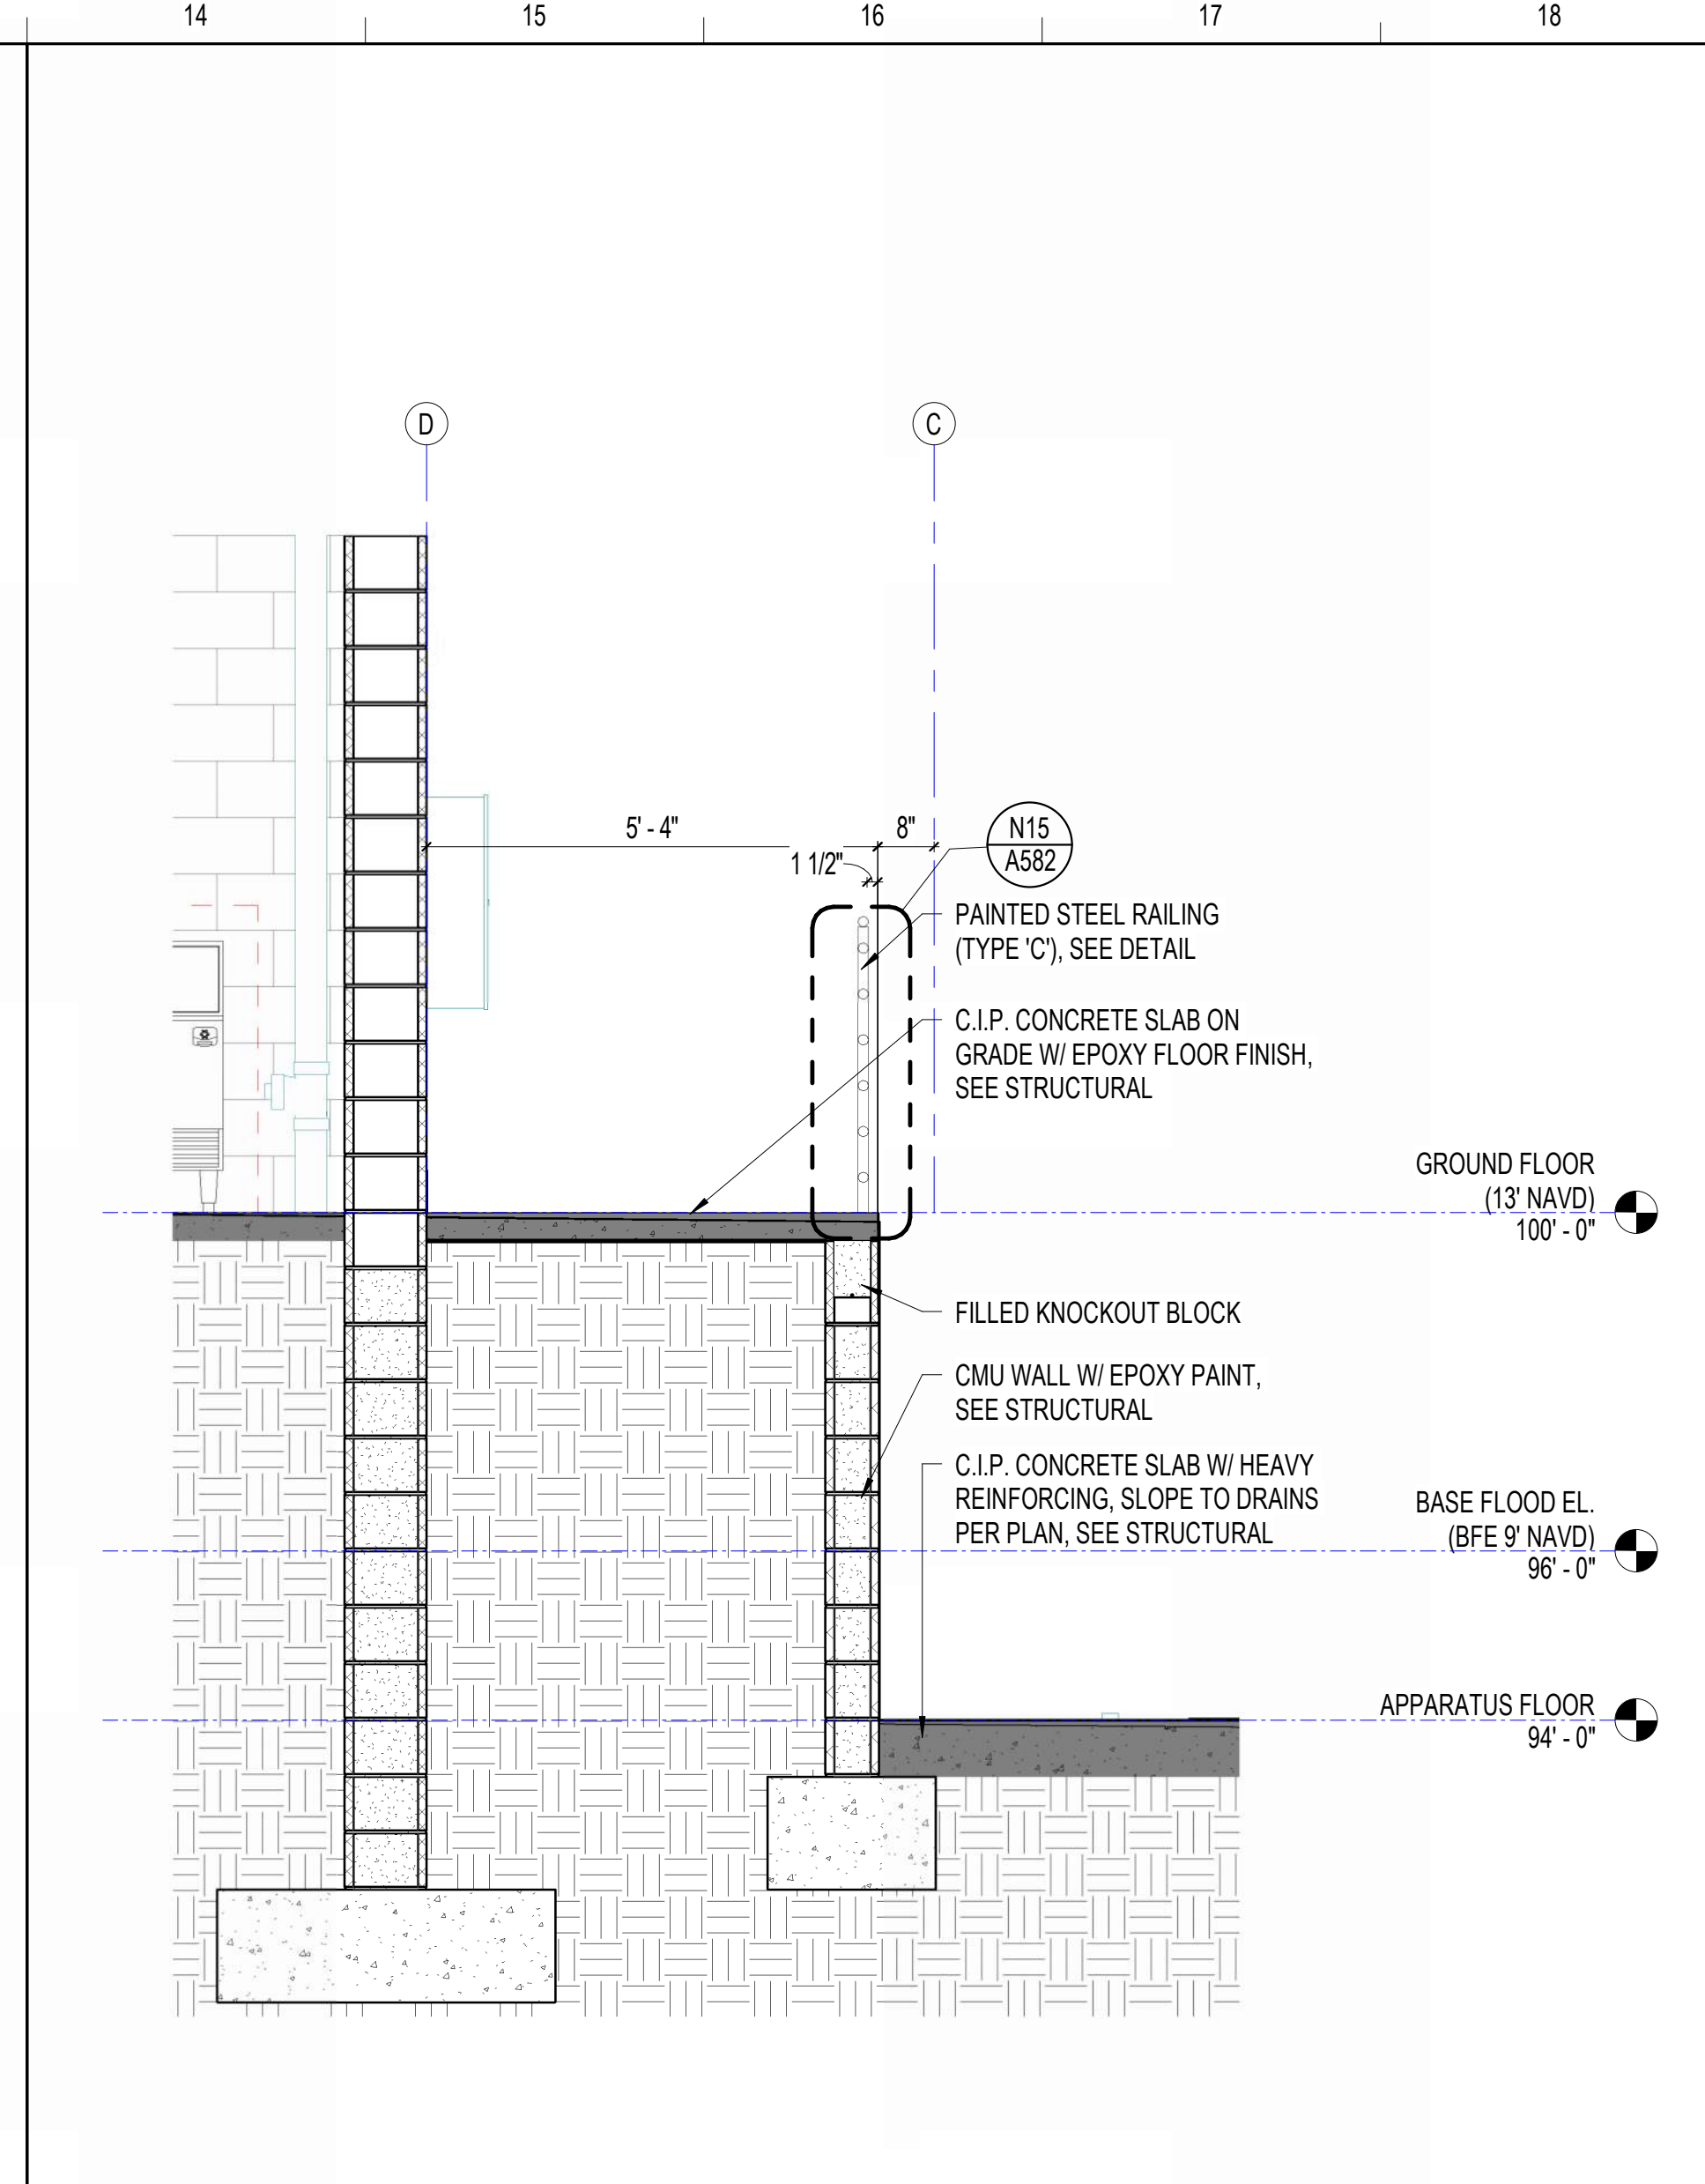 14
15
16
17
18
D
C
5' - 4"
8"
1 1/2"
N15
A582
PAINTED STEEL RAILING
(TYPE 'C'), SEE DETAIL
C.I.P. CONCRETE SLAB ON
GRADE W/ EPOXY FLOOR FINISH,
SEE STRUCTURAL
GROUND FLOOR
(13' NAVD)
100' - 0"
FILLED KNOCKOUT BLOCK
CMU WALL W/ EPOXY PAINT,
SEE STRUCTURAL
C.I.P. CONCRETE SLAB W/ HEAVY
REINFORCING, SLOPE TO DRAINS
PER PLAN, SEE STRUCTURAL
BASE FLOOD EL.
(BFE 9' NAVD)
96' - 0"
APPARATUS FLOOR
94' - 0"